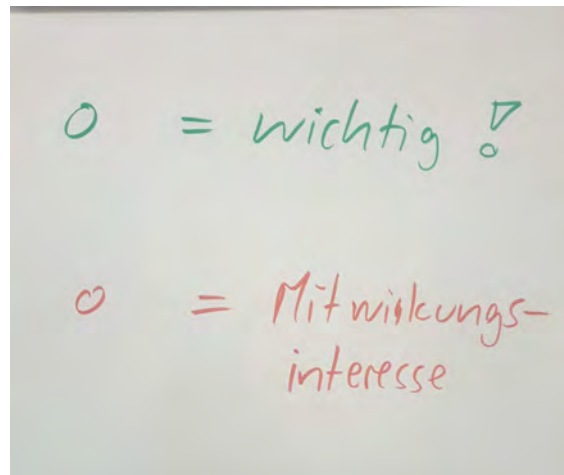 O = wichtig !
O = Mitwirkungs-
interesse